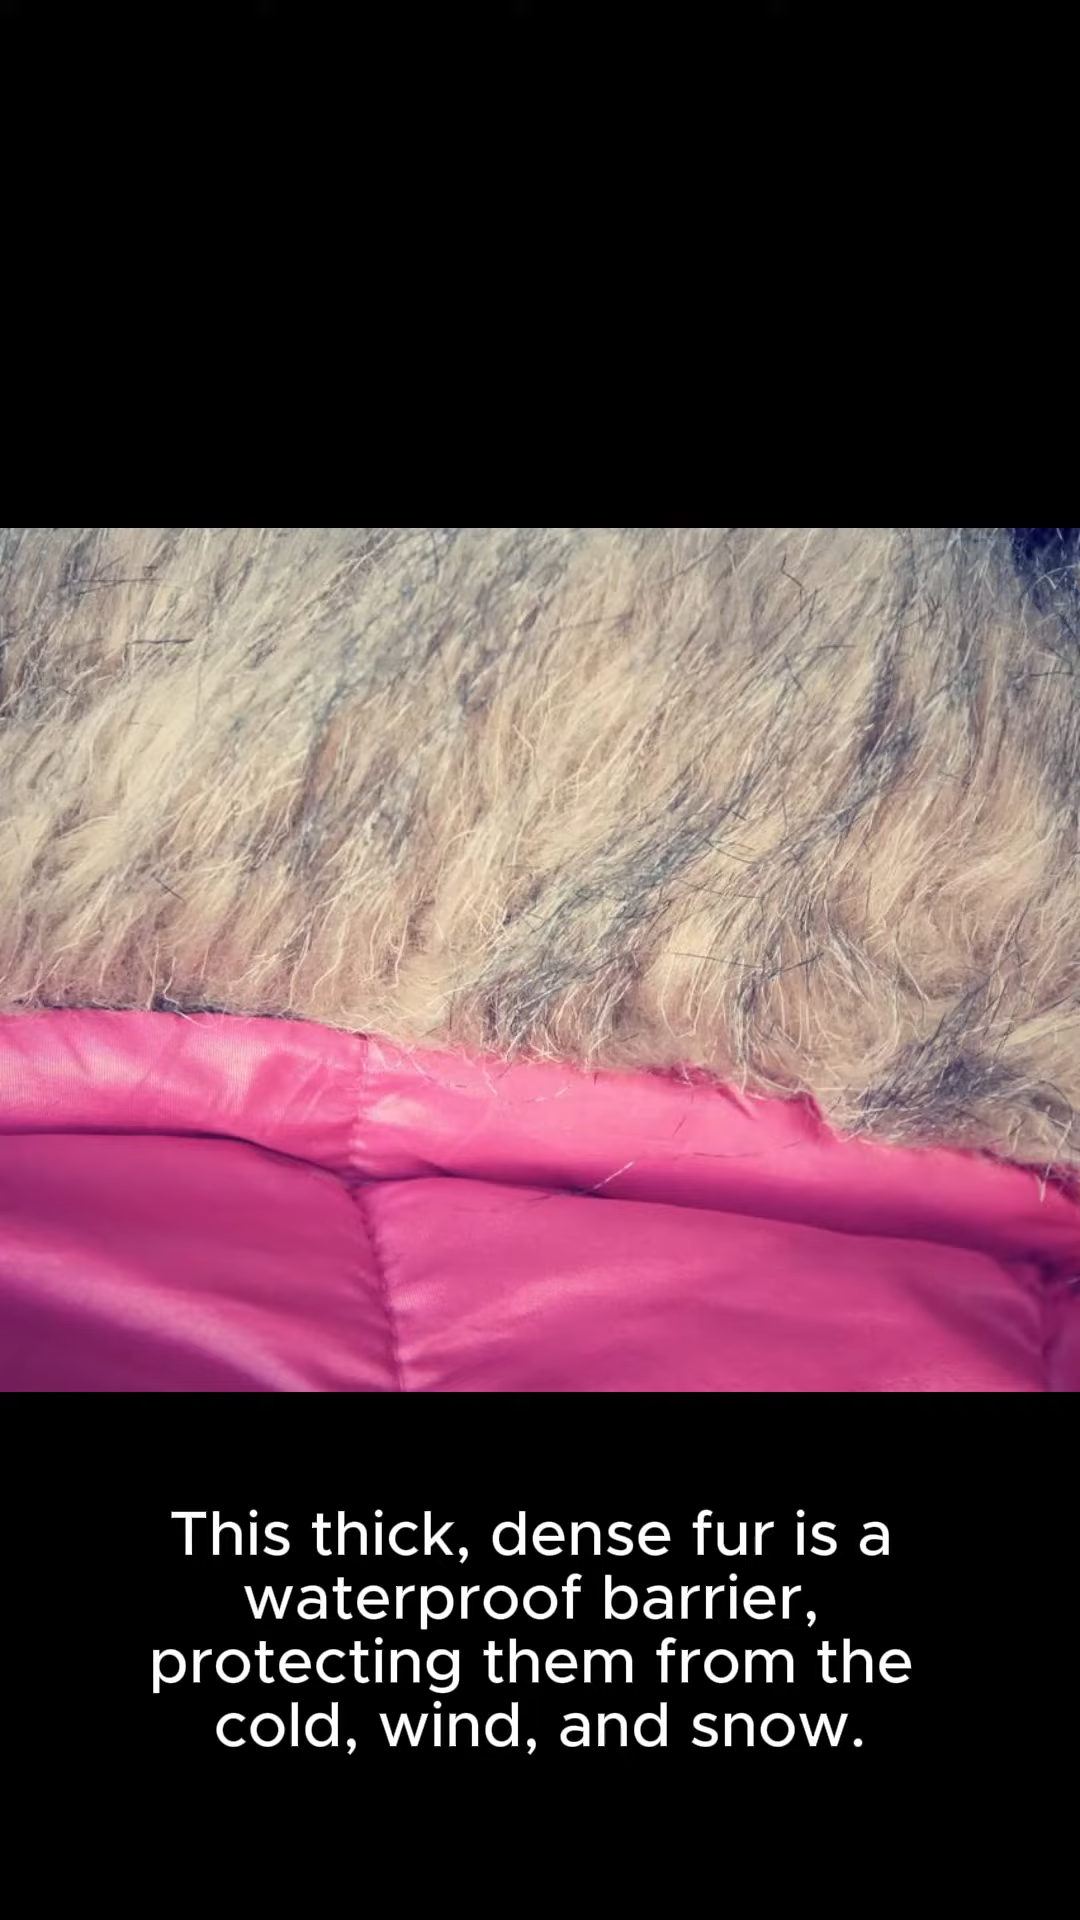 This thick, dense fur is a
waterproof barrier,
protecting them from the
cold, wind, and snow.